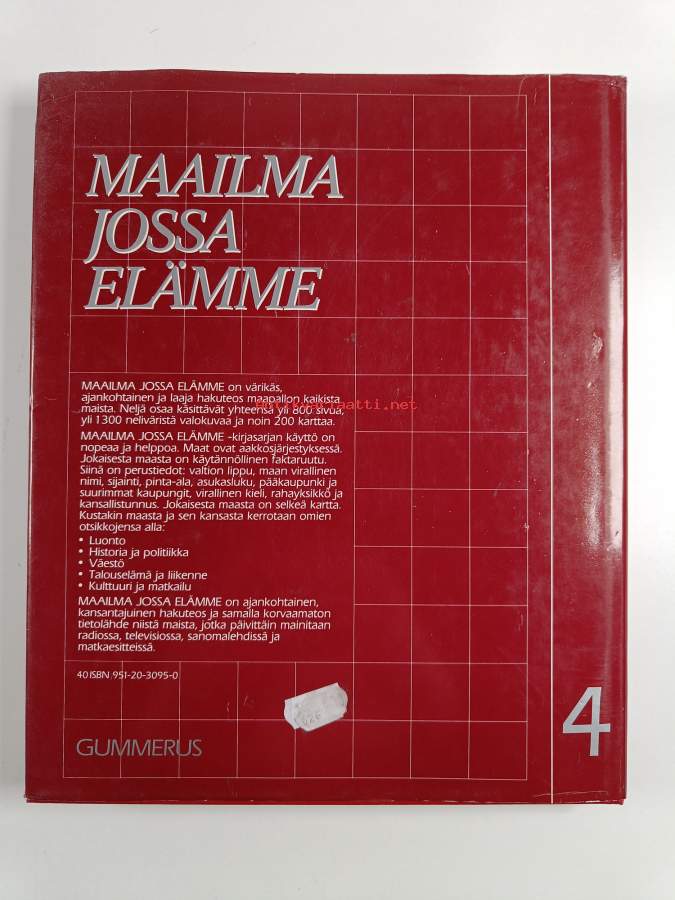 MAAILMA
JOSSA
ELÄMME
MAAILMA JOSSA ELÄMME on värikäs,
ajankohtainen ja laaja hakuteos maapallon kaikista
maista. Neljä osaa käsittävät yhteensä yli 800 sivua,
yli 1300 neliväristä valokuvaa ja noin 200 karttaa.
MAAILMA JOSSA ELÄMME -kirjasarjan käyttö on
nopeaa ja helppoa. Maat ovat aakkosjärjestyksessä.
Jokaisesta maasta on käytännöllinen faktaruutu.
Siinä on perustiedot: valtion lippu, maan virallinen
nimi, sijainti, pinta-ala, asukasluku, pääkaupunki ja
suurimmat kaupungit, virallinen kieli, rahayksikkö ja
kansallistunnus. Jokaisesta maasta on selkeä kartta.
Kustakin maasta ja sen kansasta kerrotaan omien
otsikkojensa alla:
• Luonto
• Historia ja politiikka
• Väestö
• Talouselämä ja liikenne
• Kulttuuri ja matkailu
MAAILMA JOSSA ELÄMME on ajankohtainen,
kansantajuinen hakuteos ja samalla korvaamaton
tietolähde niistä maista, jotka päivittäin mainitaan
radiossa, televisiossa, sanomalehdissä ja
matkaesitteissä.
40 ISBN 951-20-3095-0
GUMMERUS
4